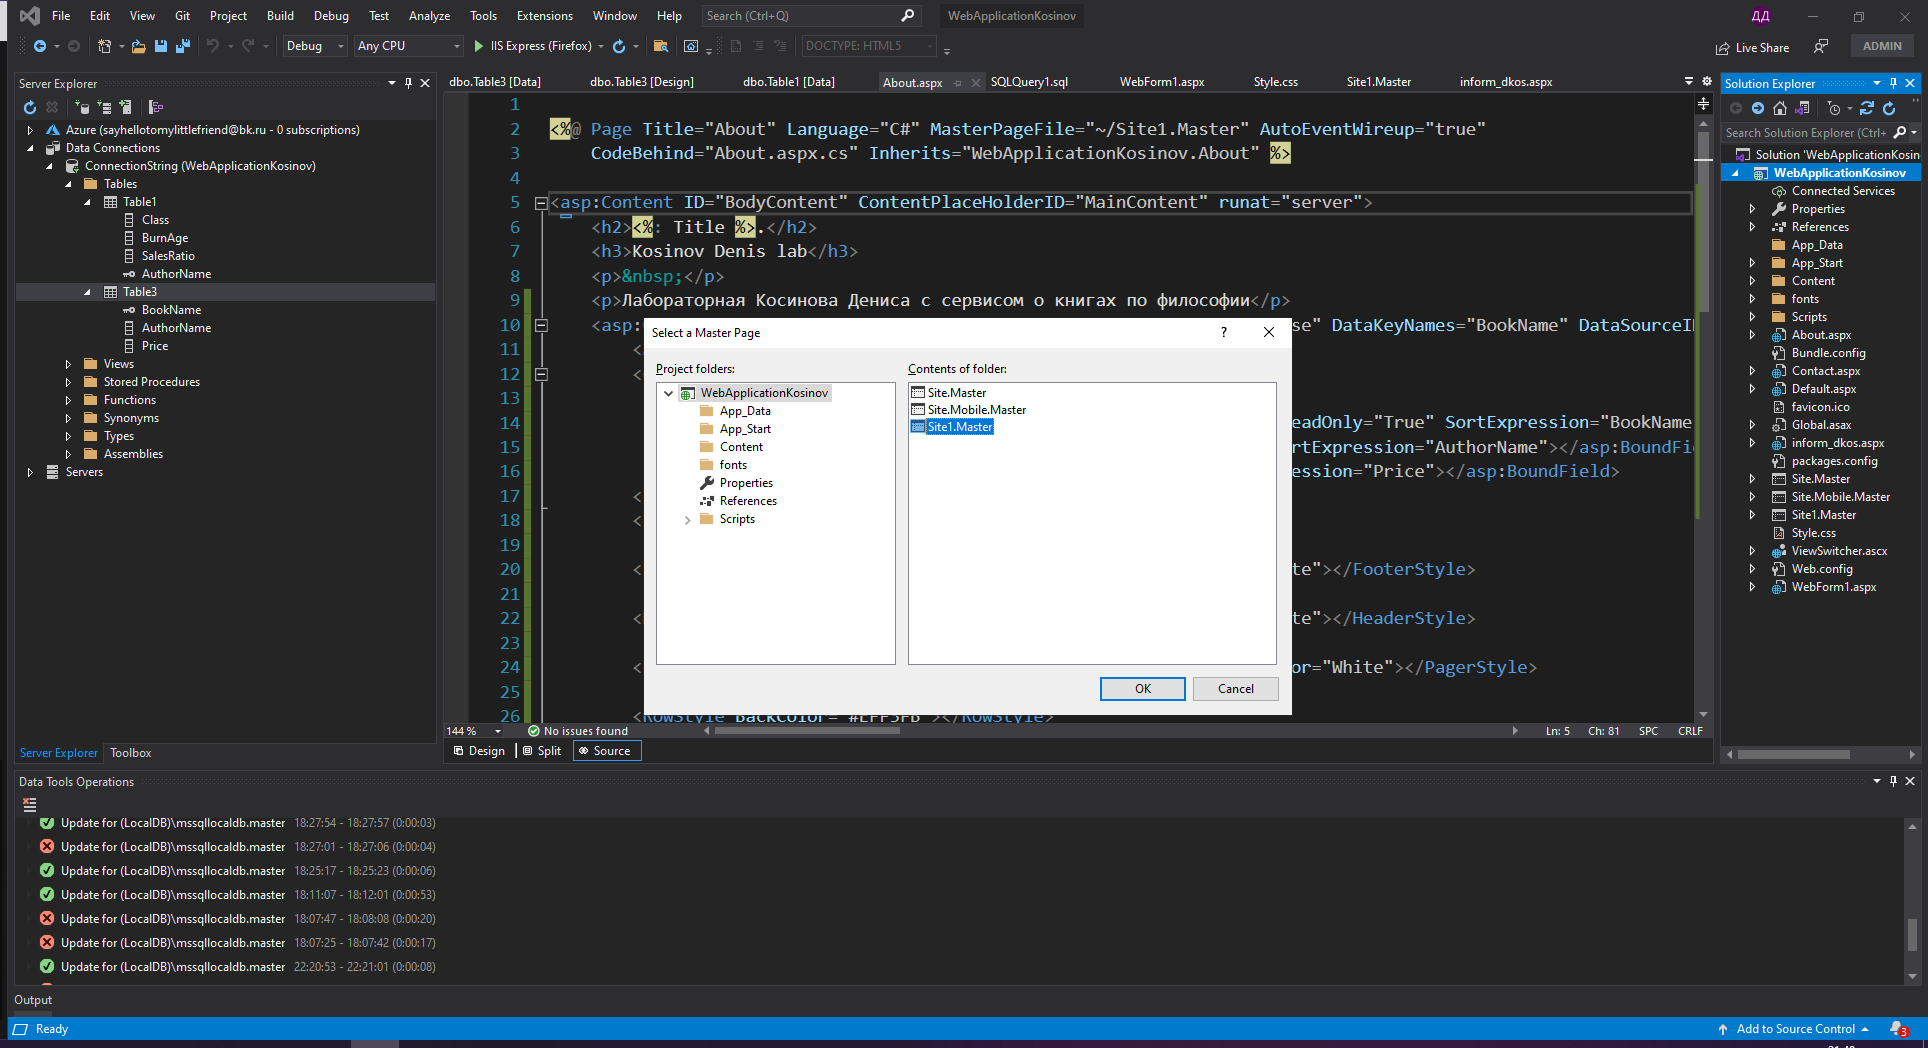 File Edit View Git Project Build Debug Test Analyze Tools Extensions Window Help Search (Ctrl+Q) WebApplicationKosinov ДД
Debug Any CPU IIS Express (Firefox) DOCTYPE: HTML5 Live Share ADMIN
Server Explorer
Azure (sayhellotomylittlefriend@bk.ru - 0 subscriptions)
Data Connections
ConnectionString (WebApplicationKosinov)
Tables
Table1
Class
BurnAge
SalesRatio
AuthorName
Table3
BookName
AuthorName
Price
Views
Stored Procedures
Functions
Synonyms
Types
Assemblies
Servers
Server Explorer Toolbox
dbo.Table3 [Data] dbo.Table3 [Design] dbo.Table1 [Data] About.aspx SQLQuery1.sql WebForm1.aspx Style.css Site1.Master inform_dkos.aspx
1
2 <%@ Page Title="About" Language="C#" MasterPageFile="~/Site1.Master" AutoEventWireup="true"
3 CodeBehind="About.aspx.cs" Inherits="WebApplicationKosinov.About" %>
4
5 <asp:Content ID="BodyContent" ContentPlaceHolderID="MainContent" runat="server">
6 <h2><%: Title %>.</h2>
7 <h3>Kosinov Denis lab</h3>
8 <p>&nbsp;</p>
9 <p>Лабораторная Косинова Дениса с сервисом о книгах по философии</p>
10 <asp: se" DataKeyNames="BookName" DataSourceI
11 <
12 <
13
14 eadOnly="True" SortExpression="BookName
15 rtExpression="AuthorName"></asp:BoundFi
16 ession="Price"></asp:BoundField>
17 <
18 <
19
20 < te"></FooterStyle>
21
22 < te"></HeaderStyle>
23
24 < or="White"></PagerStyle>
25
26 <RowStyle BackColor="#EFF3FB"></RowStyle>
Select a Master Page ?
Project folders:
WebApplicationKosinov
App_Data
App_Start
Content
fonts
Properties
References
Scripts
Contents of folder:
Site.Master
Site.Mobile.Master
Site1.Master
OK Cancel
144 % No issues found Ln: 5 Ch: 81 SPC CRLF
Design Split Source
Solution Explorer
Search Solution Explorer (Ctrl+
Solution 'WebApplicationKosin
WebApplicationKosinov
Connected Services
Properties
References
App_Data
App_Start
Content
fonts
Scripts
About.aspx
Bundle.config
Contact.aspx
Default.aspx
favicon.ico
Global.asax
inform_dkos.aspx
packages.config
Site.Master
Site.Mobile.Master
Site1.Master
Style.css
ViewSwitcher.ascx
Web.config
WebForm1.aspx
Data Tools Operations
Update for (LocalDB)\mssqllocaldb.master 18:27:54 - 18:27:57 (0:00:03)
Update for (LocalDB)\mssqllocaldb.master 18:27:01 - 18:27:06 (0:00:04)
Update for (LocalDB)\mssqllocaldb.master 18:25:17 - 18:25:23 (0:00:06)
Update for (LocalDB)\mssqllocaldb.master 18:11:07 - 18:12:01 (0:00:53)
Update for (LocalDB)\mssqllocaldb.master 18:07:47 - 18:08:08 (0:00:20)
Update for (LocalDB)\mssqllocaldb.master 18:07:25 - 18:07:42 (0:00:17)
Update for (LocalDB)\mssqllocaldb.master 22:20:53 - 22:21:01 (0:00:08)
Output
Ready Add to Source Control 3